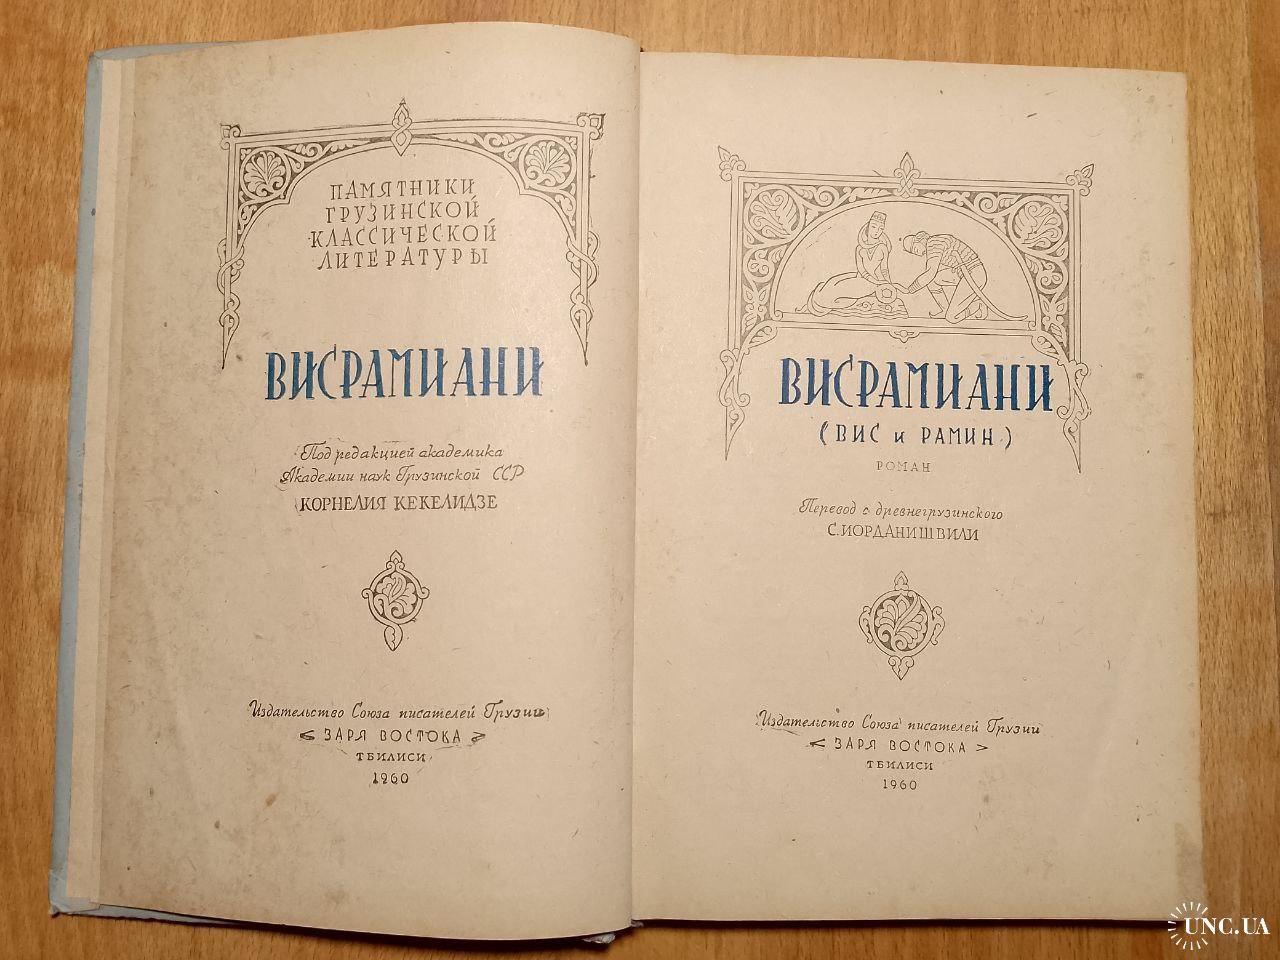 ПАМЯТНИКИ
ГРУЗИНСКОЙ
КЛАССИЧЕСКОЙ
ЛИТЕРАТУРЫ
ВИСРАМИАНИ
Под редакцией академика
Академии наук Грузинской ССР
КОРНЕЛИЯ КЕКЕЛИДЗЕ
Издательство Союза писателей Грузии
< ЗАРЯ ВОСТОКА >
ТБИЛИСИ
1960
ВИСРАМИАНИ
(ВИС и РАМИН)
РОМАН
Перевод с древнегрузинского
С. ИОРДАНИШВИЛИ
Издательство Союза писателей Грузии
< ЗАРЯ ВОСТОКА >
ТБИЛИСИ
1960
UNC.UA